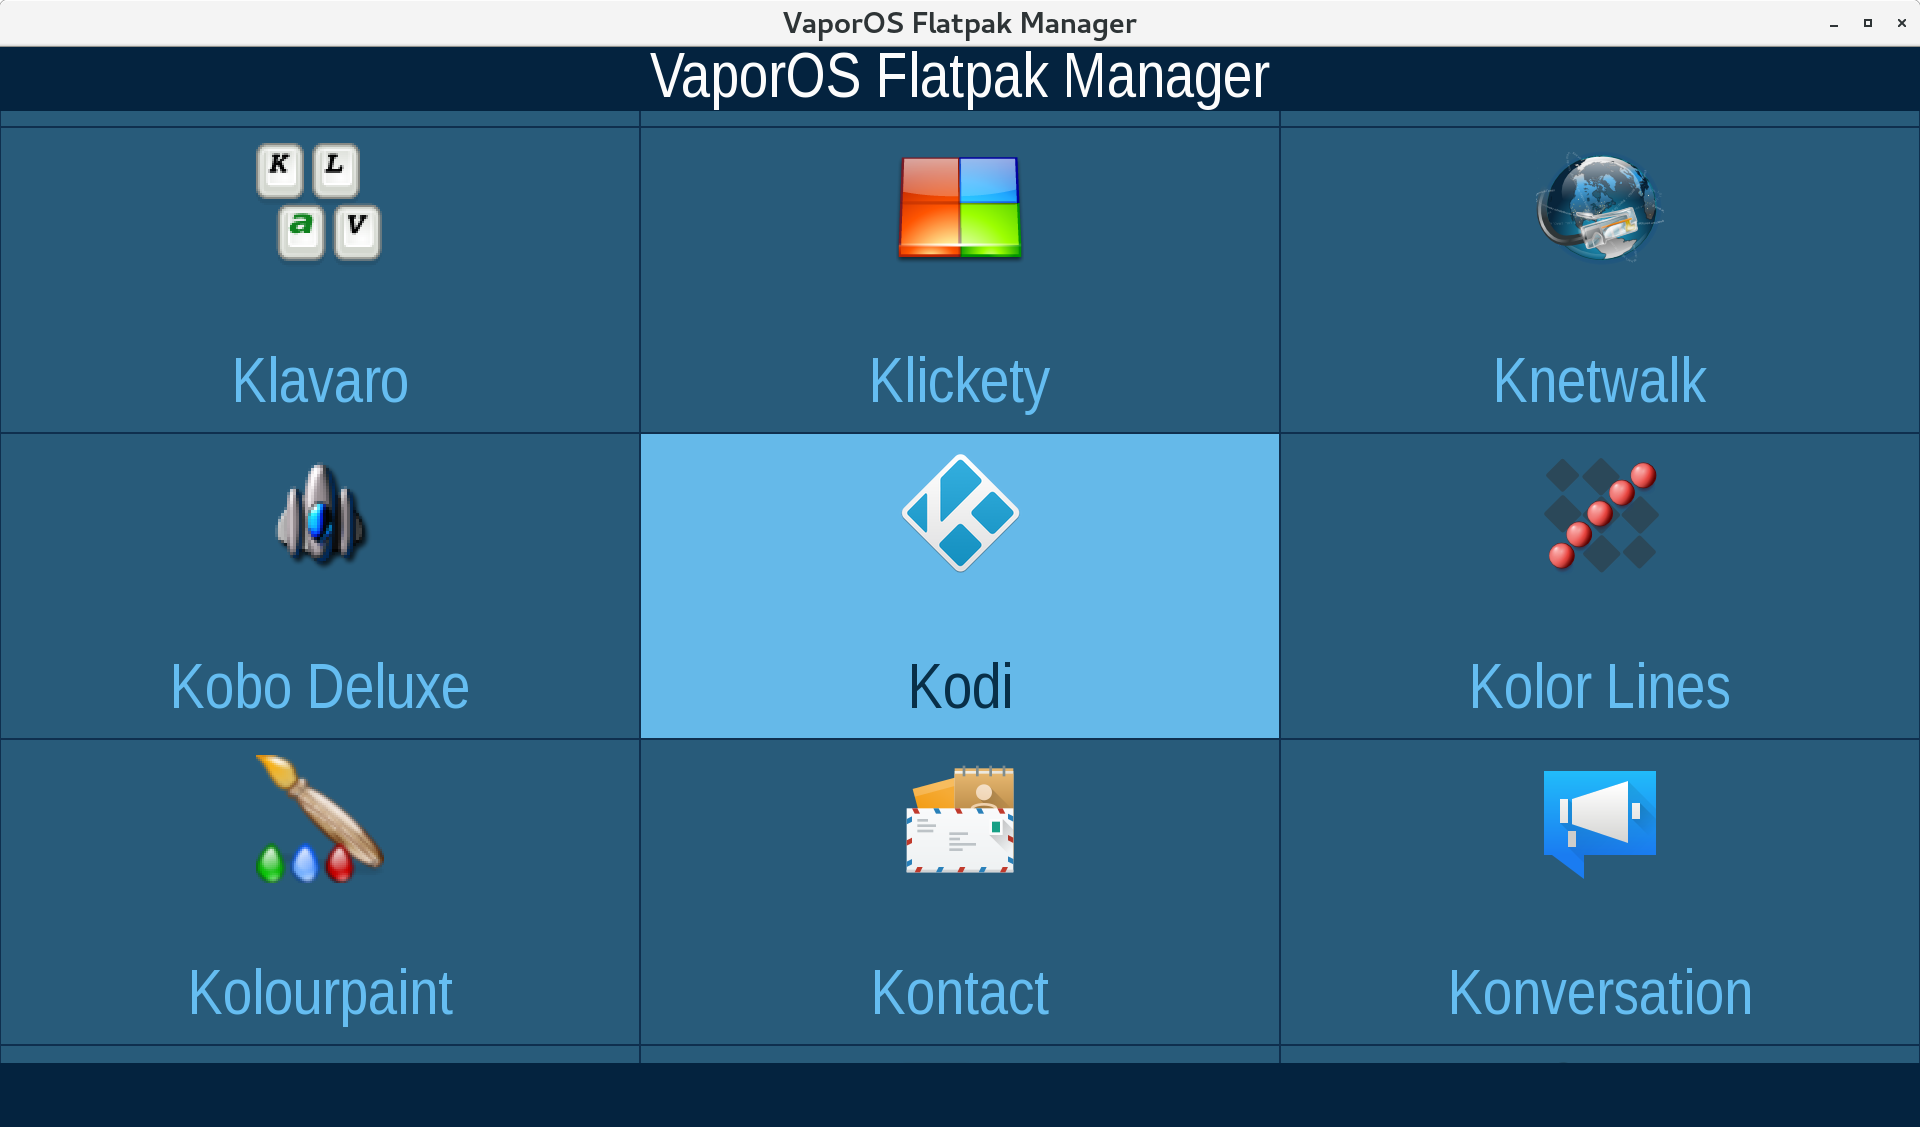 VaporOS Flatpak Manager
VaporOS Flatpak Manager
K L
a V
Klavaro
Klickety
Knetwalk
Kobo Deluxe
Kodi
Kolor Lines
Kolourpaint
Kontact
Konversation